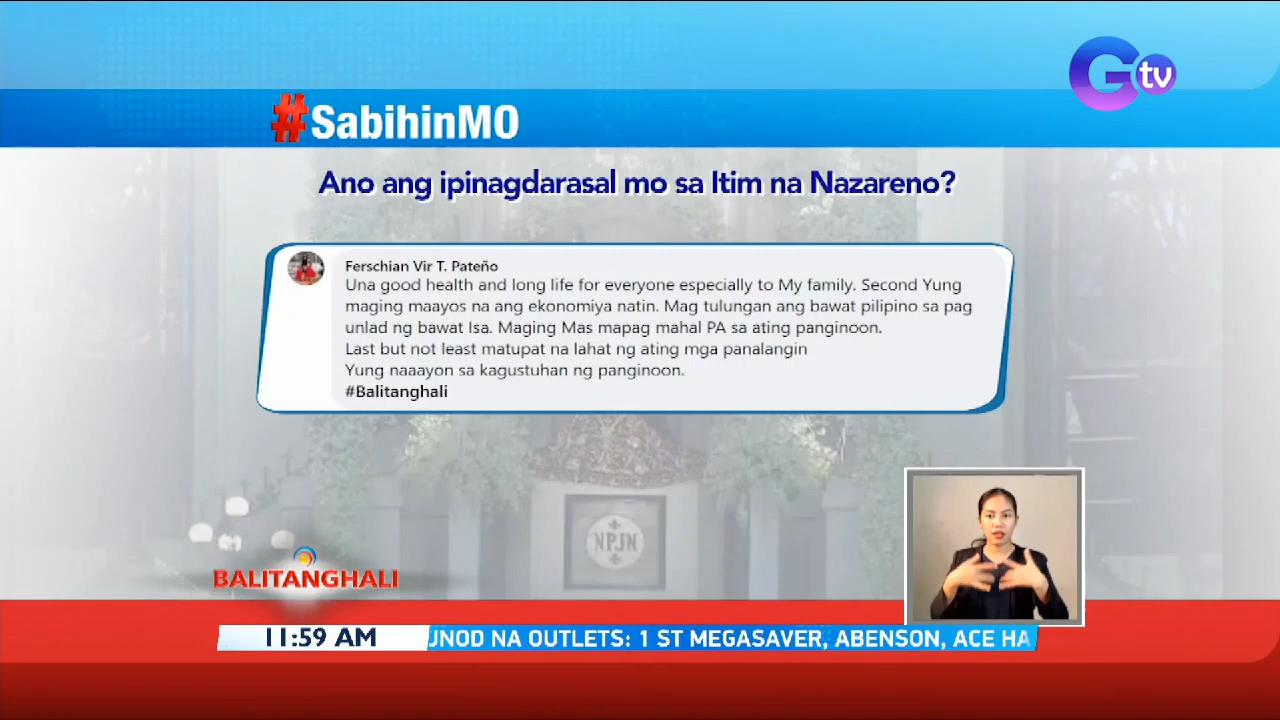 Gtv
#SabihinMO
Ano ang ipinagdarasal mo sa Itim na Nazareno?
Ferschian Vir T. Pateño
Una good health and long life for everyone especially to My family. Second Yung
maging maayos na ang ekonomiya natin. Mag tulungan ang bawat pilipino sa pag
unlad ng bawat Isa. Maging Mas mapag mahal PA sa ating panginoon.
Last but not least matupat na lahat ng ating mga panalangin
Yung naaayon sa kagustuhan ng panginoon.
#Balitanghali
NPJN
BALITANGHALI
11:59 AM
UNOD NA OUTLETS: 1 ST MEGASAVER, ABENSON, ACE HA